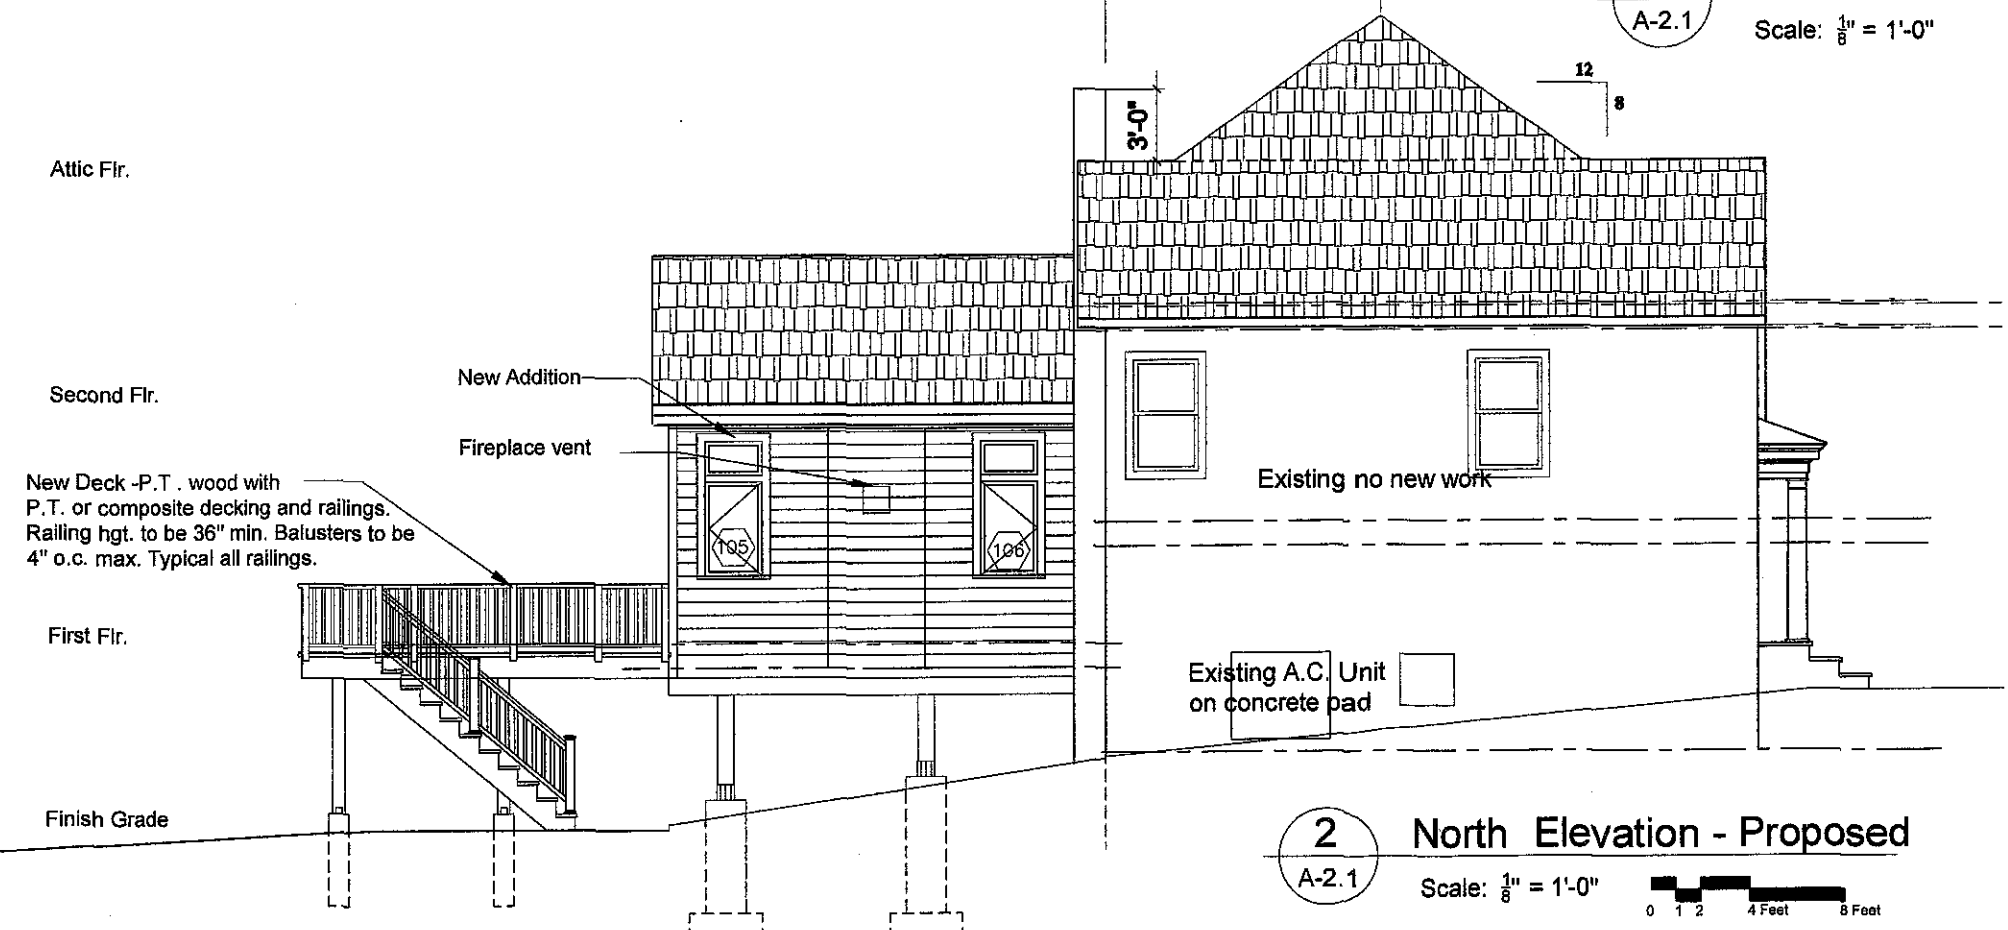 A-2.1
Scale: 1/8" = 1'-0"
12
8
3'-0"
Attic Flr.
New Addition
Second Flr.
Fireplace vent
New Deck -P.T . wood with
P.T. or composite decking and railings.
Railing hgt. to be 36" min. Balusters to be
4" o.c. max. Typical all railings.
Existing no new work
105
106
First Flr.
Existing A.C. Unit
on concrete pad
Finish Grade
2
A-2.1
North Elevation - Proposed
Scale: 1/8" = 1'-0"
0 1 2 4 Feet 8 Feet